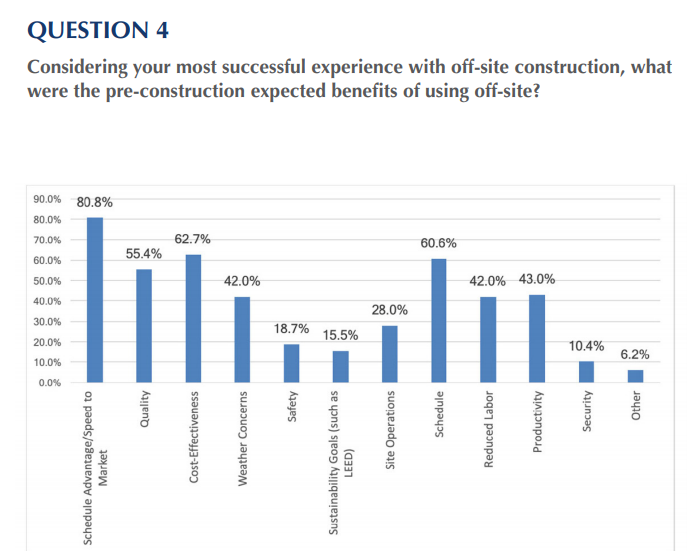 QUESTION 4
Considering your most successful experience with off-site construction, what
were the pre-construction expected benefits of using off-site?
90.0%
80.0%
70.0%
60.0%
50.0%
40.0%
30.0%
20.0%
10.0%
0.0%
80.8%
55.4%
62.7%
42.0%
18.7%
15.5%
28.0%
60.6%
42.0%
43.0%
10.4%
6.2%
Schedule Advantage/Speed to
Market
Quality
Cost-Effectiveness
Weather Concerns
Safety
Sustainability Goals (such as
LEED)
Site Operations
Schedule
Reduced Labor
Productivity
Security
Other